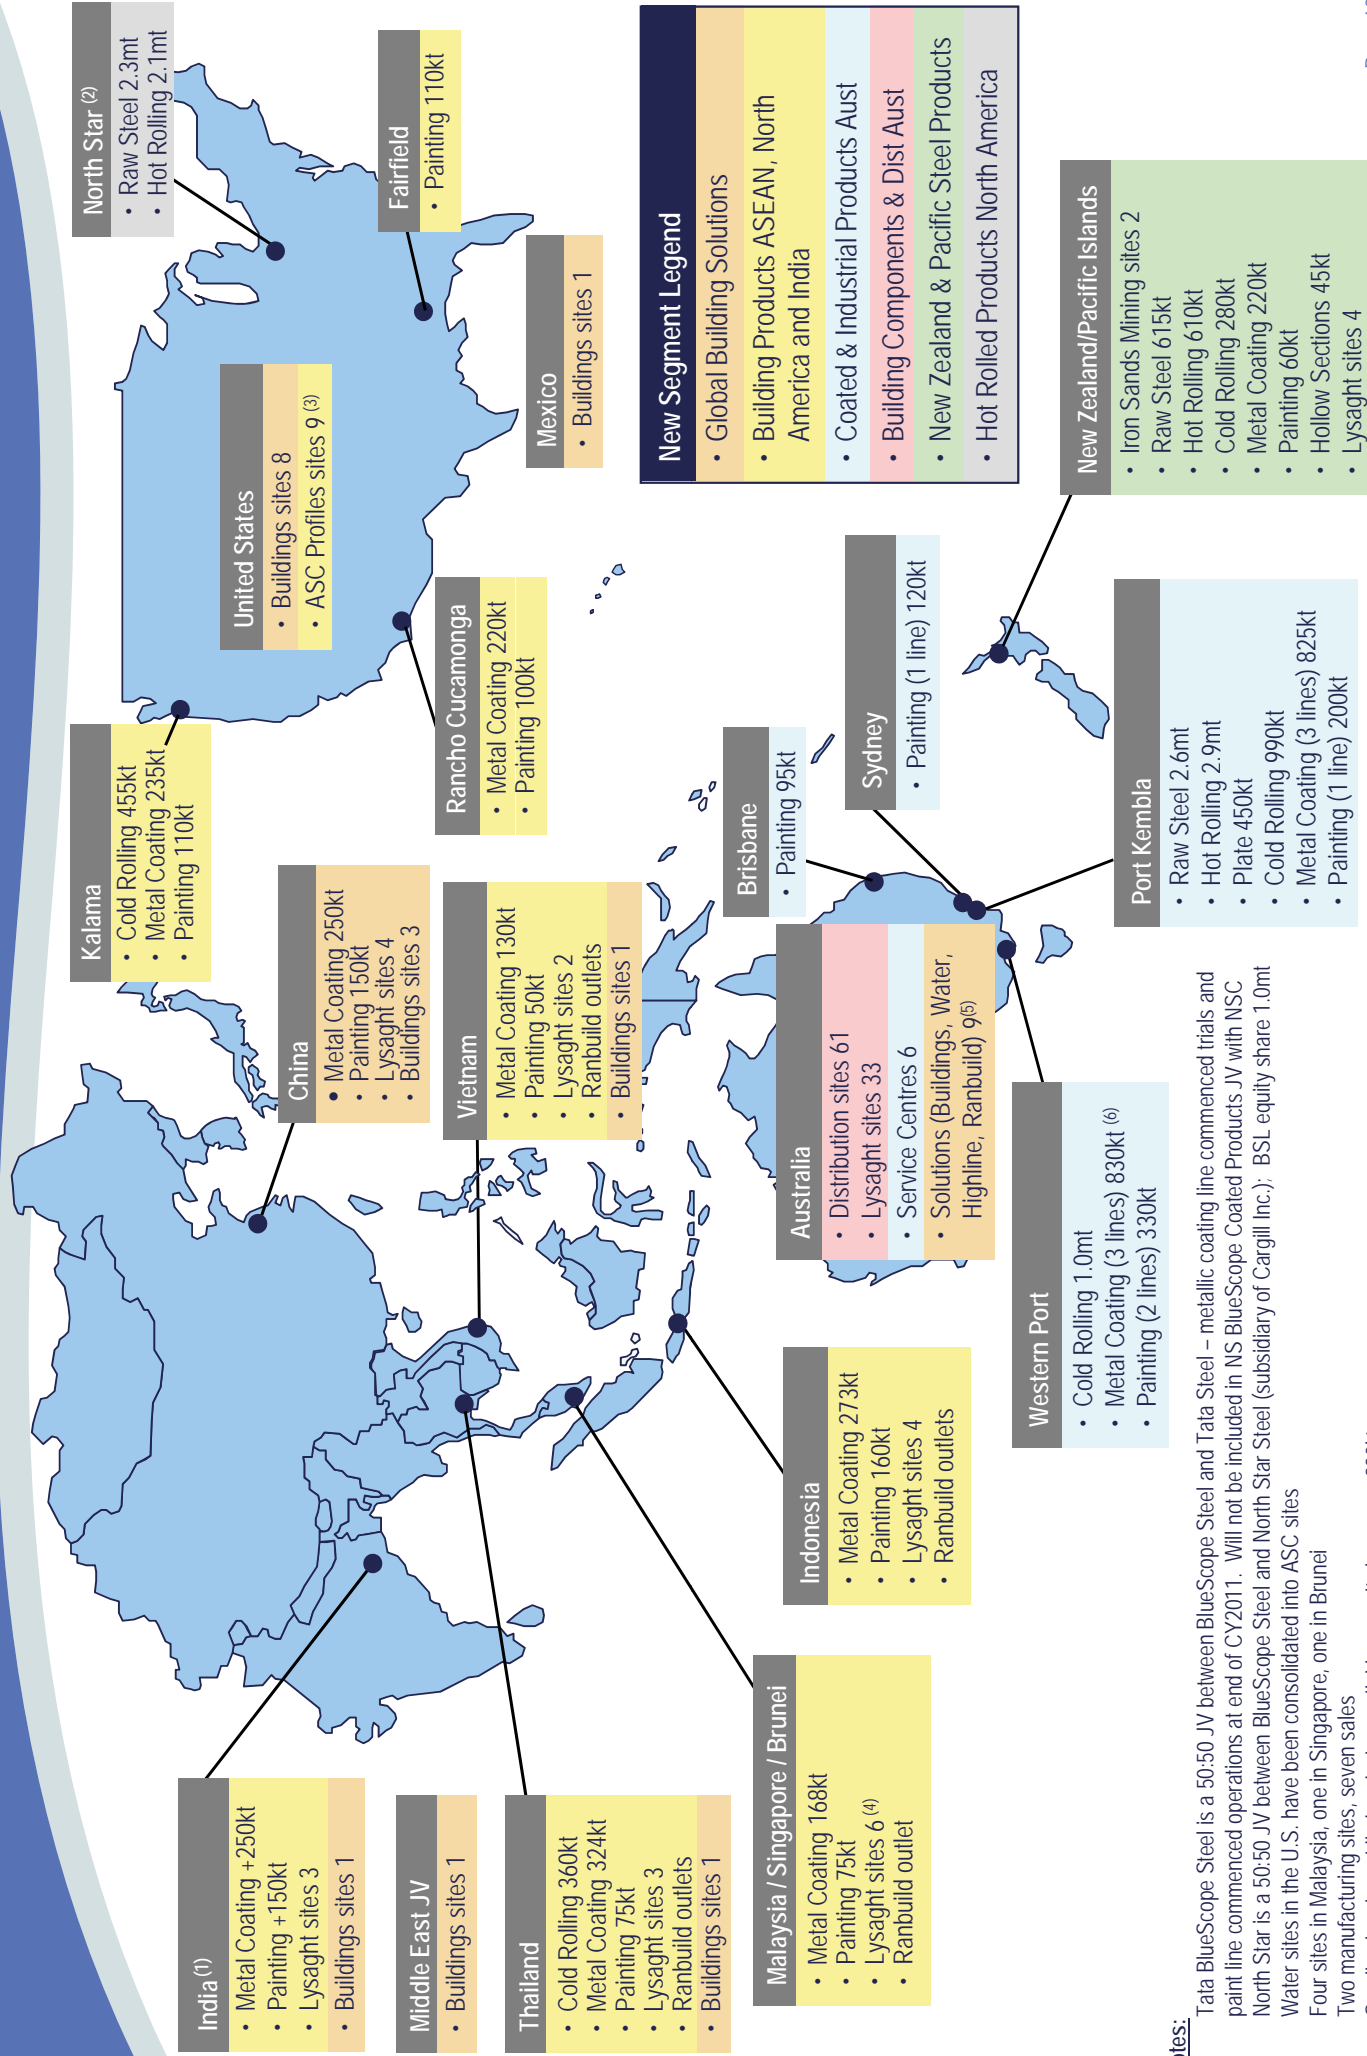 North Star (2)
• Raw Steel 2.3mt
• Hot Rolling 2.1mt
Fairfield
• Painting 110kt
United States
• Buildings sites 8
• ASC Profiles sites 9 (3)
Mexico
• Buildings sites 1
Kalama
• Cold Rolling 455kt
• Metal Coating 235kt
• Painting 110kt
Rancho Cucamonga
• Metal Coating 220kt
• Painting 100kt
New Segment Legend
• Global Building Solutions
• Building Products ASEAN, North
America and India
• Coated & Industrial Products Aust
• Building Components & Dist Aust
• New Zealand & Pacific Steel Products
• Hot Rolled Products North America
China
• Metal Coating 250kt
• Painting 150kt
• Lysaght sites 4
• Buildings sites 3
Vietnam
• Metal Coating 130kt
• Painting 50kt
• Lysaght sites 2
• Ranbuild outlets
• Buildings sites 1
India (1)
• Metal Coating +250kt
• Painting +150kt
• Lysaght sites 3
• Buildings sites 1
Middle East JV
• Buildings sites 1
Thailand
• Cold Rolling 360kt
• Metal Coating 324kt
• Painting 75kt
• Lysaght sites 3
• Ranbuild outlets
• Buildings sites 1
Malaysia / Singapore / Brunei
• Metal Coating 168kt
• Painting 75kt
• Lysaght sites 6 (4)
• Ranbuild outlet
Indonesia
• Metal Coating 273kt
• Painting 160kt
• Lysaght sites 4
• Ranbuild outlets
Australia
• Distribution sites 61
• Lysaght sites 33
• Service Centres 6
• Solutions (Buildings, Water,
Highline, Ranbuild) 9(5)
Brisbane
• Painting 95kt
Sydney
• Painting (1 line) 120kt
New Zealand/Pacific Islands
• Iron Sands Mining sites 2
• Raw Steel 615kt
• Hot Rolling 610kt
• Cold Rolling 280kt
• Metal Coating 220kt
• Painting 60kt
• Hollow Sections 45kt
• Lysaght sites 4
Port Kembla
• Raw Steel 2.6mt
• Hot Rolling 2.9mt
• Plate 450kt
• Cold Rolling 990kt
• Metal Coating (3 lines) 825kt
• Painting (1 line) 200kt
Western Port
• Cold Rolling 1.0mt
• Metal Coating (3 lines) 830kt (6)
• Painting (2 lines) 330kt
otes:
Tata BlueScope Steel is a 50:50 JV between BlueScope Steel and Tata Steel – metallic coating line commenced trials and
paint line commenced operations at end of CY2011. Will not be included in NS BlueScope Coated Products JV with NSC
North Star is a 50:50 JV between BlueScope Steel and North Star Steel (subsidiary of Cargill Inc.); BSL equity share 1.0mt
Water sites in the U.S. have been consolidated into ASC sites
Four sites in Malaysia, one in Singapore, one in Brunei
Two manufacturing sites, seven sales